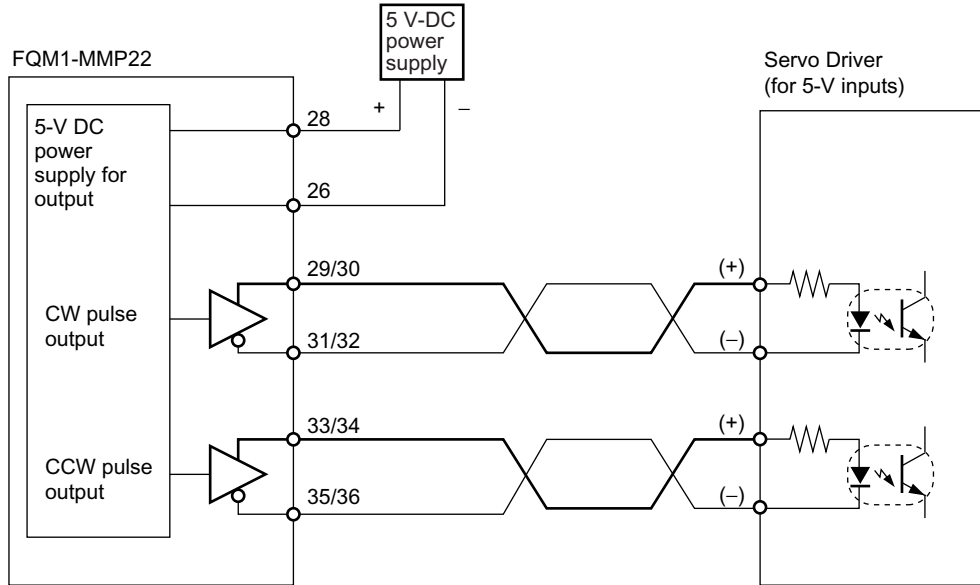 5 V-DC
power
supply
FQM1-MMP22
Servo Driver
(for 5-V inputs)
+
–
28
5-V DC
power
supply for
output
26
29/30
(+)
CW pulse
output
31/32
(–)
33/34
(+)
CCW pulse
output
35/36
(–)